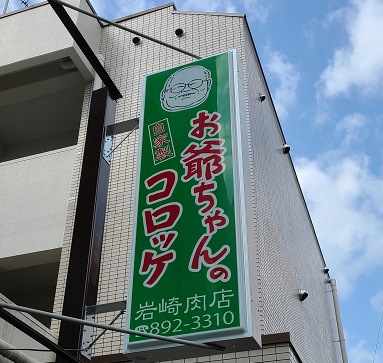 お爺ちゃんの
自家製
コロッケ
岩崎肉店
☎892-3310